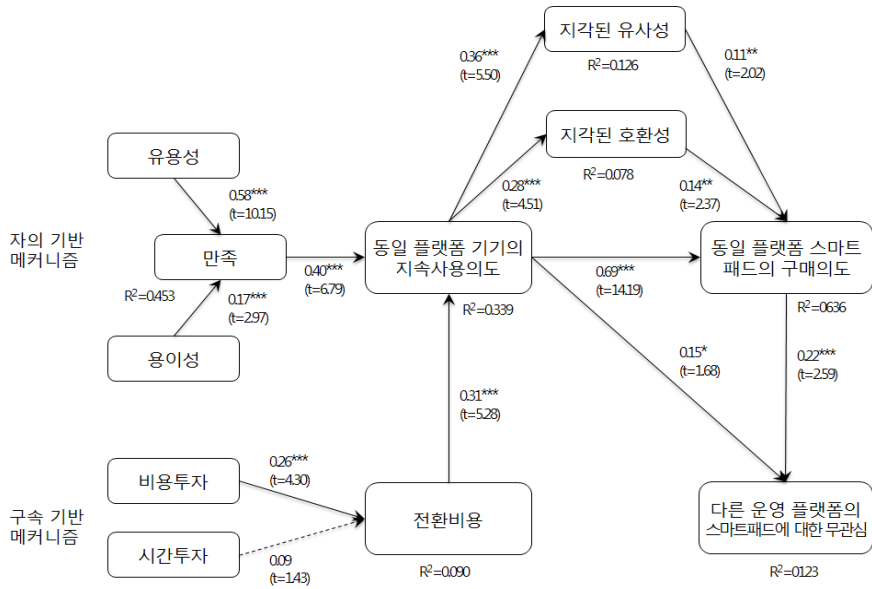 지각된 유사성
R²=0.126
0.36***
(t=5.50)
0.11**
(t=2.02)
지각된 호환성
R²=0.078
0.28***
(t=4.51)
0.14**
(t=2.37)
유용성
0.58***
(t=10.15)
자의 기반
메커니즘
만족
R²=0.453
0.40***
(t=6.79)
동일 플랫폼 기기의
지속사용의도
R²=0.339
0.69***
(t=14.19)
동일 플랫폼 스마트
패드의 구매의도
R²=0636
0.17***
(t=2.97)
용이성
0.31***
(t=5.28)
0.15*
(t=1.68)
0.22***
(t=2.59)
구속 기반
메커니즘
비용투자
0.26***
(t=4.30)
시간투자
0.09
(t=1.43)
전환비용
R²=0.090
다른 운영 플랫폼의
스마트패드에 대한 무관심
R²=0123